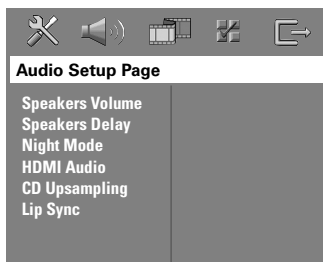 Audio Setup Page
Speakers Volume
Speakers Delay
Night Mode
HDMI Audio
CD Upsampling
Lip Sync